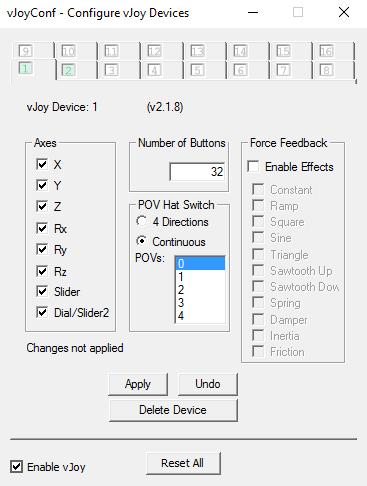 vJoyConf - Configure vJoy Devices
9 10 11 12 13 14 15 16
1 2 3 4 5 6 7 8
vJoy Device: 1 (v2.1.8)
Axes
X
Y
Z
Rx
Ry
Rz
Slider
Dial/Slider2
Number of Buttons
32
POV Hat Switch
4 Directions
Continuous
POVs:
0
1
2
3
4
Force Feedback
Enable Effects
Constant
Ramp
Square
Sine
Triangle
Sawtooth Up
Sawtooth Dow
Spring
Damper
Inertia
Friction
Changes not applied
Apply Undo
Delete Device
Enable vJoy Reset All